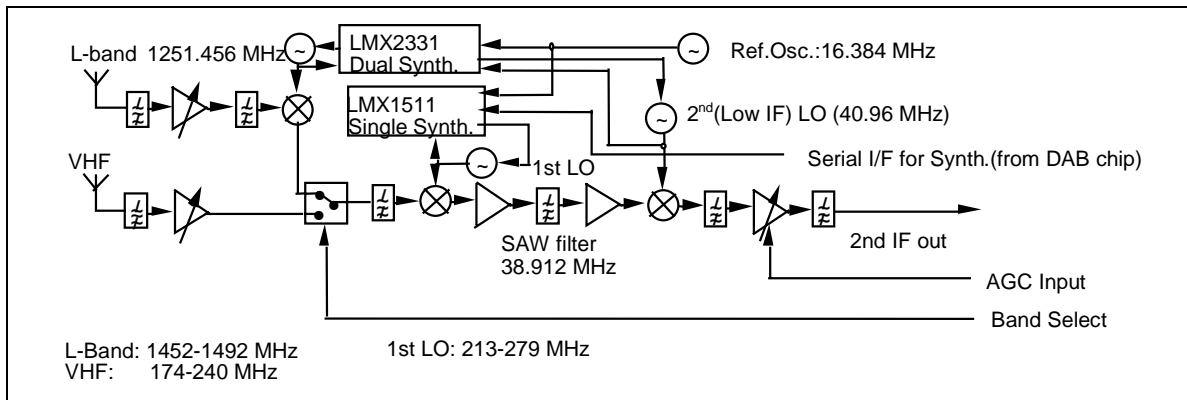 L-band 1251.456 MHz
LMX2331
Dual Synth.
Ref.Osc.:16.384 MHz
LMX1511
Single Synth.
2nd(Low IF) LO (40.96 MHz)
VHF
1st LO
Serial I/F for Synth.(from DAB chip)
SAW filter
38.912 MHz
2nd IF out
AGC Input
Band Select
L-Band: 1452-1492 MHz
VHF: 174-240 MHz
1st LO: 213-279 MHz